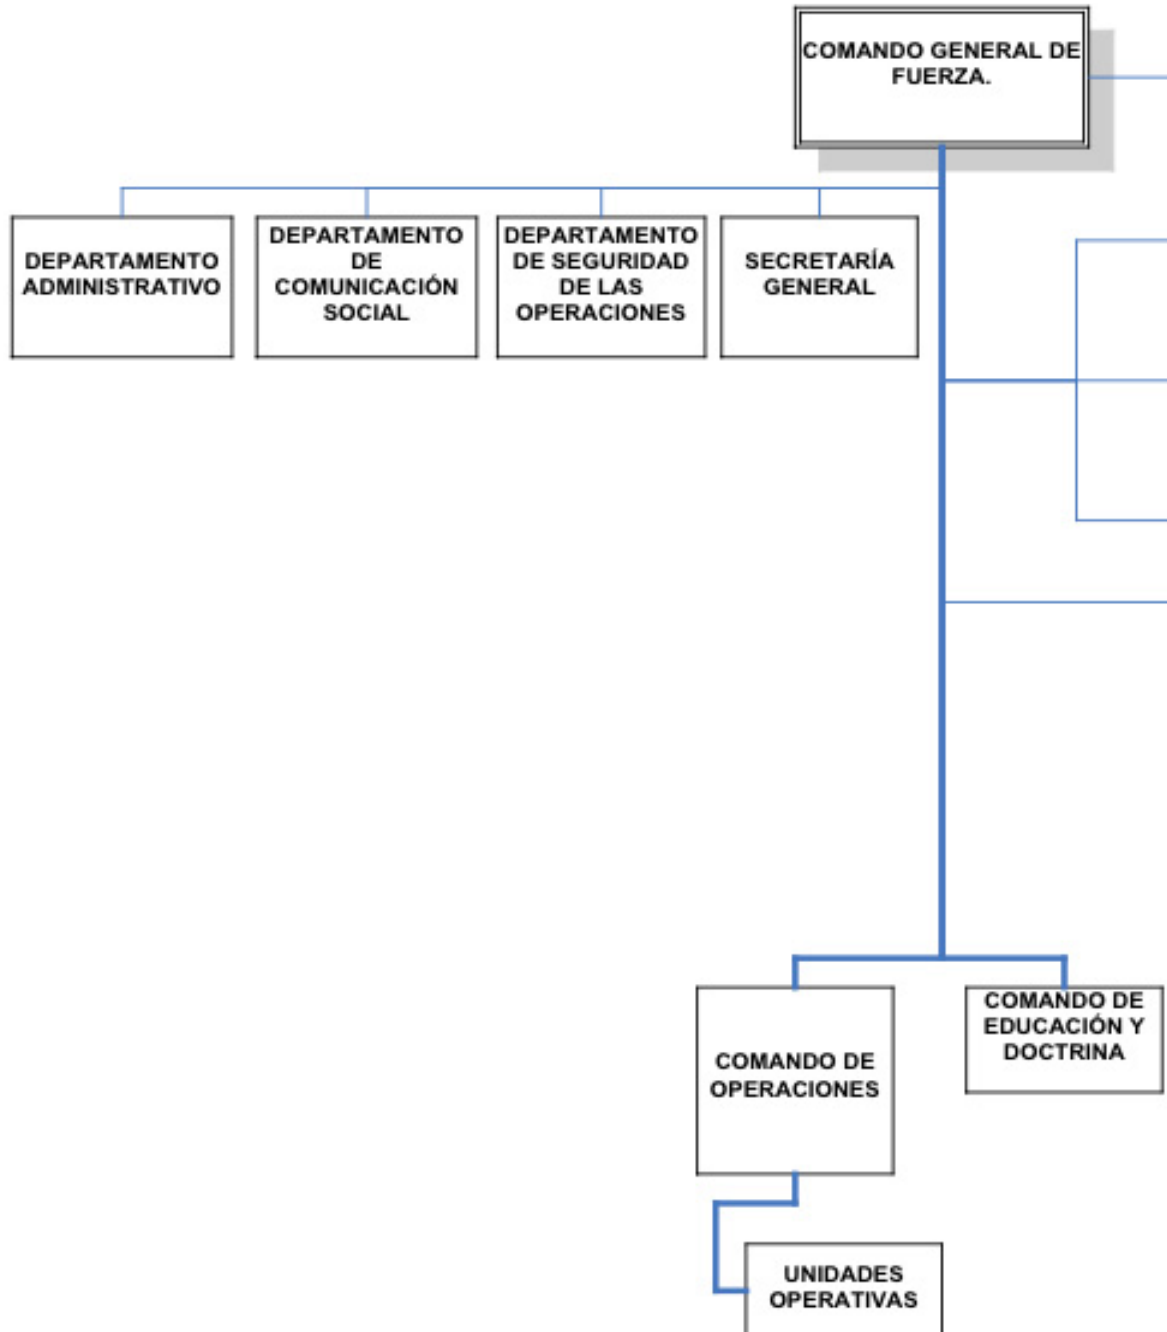 COMANDO GENERAL DE
FUERZA.
DEPARTAMENTO
ADMINISTRATIVO
DEPARTAMENTO
DE
COMUNICACIÓN
SOCIAL
DEPARTAMENTO
DE SEGURIDAD
DE LAS
OPERACIONES
SECRETARÍA
GENERAL
COMANDO DE
OPERACIONES
COMANDO DE
EDUCACIÓN Y
DOCTRINA
UNIDADES
OPERATIVAS